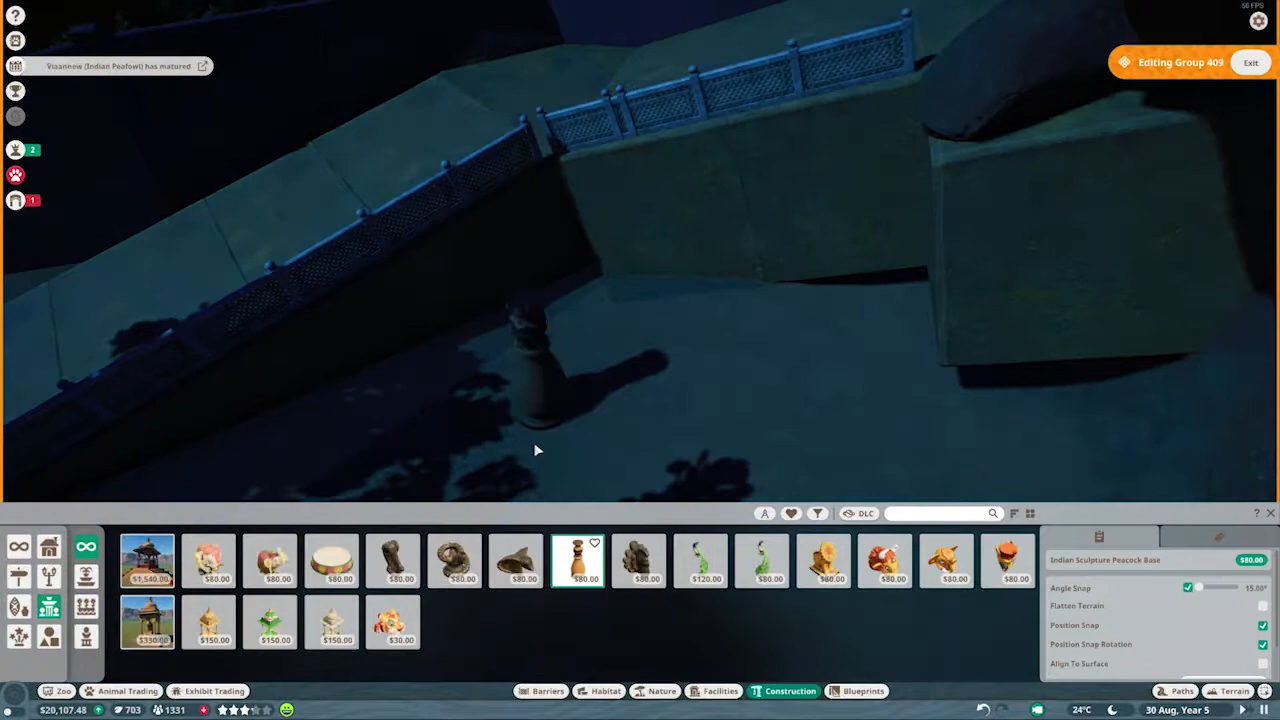 58 FPS
?
Viaannew (Indian Peafowl) has matured
Editing Group 409
Exit
2
1
A
DLC
?
$1,540.00
$80.00
$80.00
$80.00
$80.00
$80.00
$80.00
$80.00
$80.00
$120.00
$80.00
$80.00
$80.00
$80.00
$80.00
$330.00
$150.00
$150.00
$150.00
$30.00
Indian Sculpture Peacock Base
$80.00
Angle Snap
15.00°
Flatten Terrain
Position Snap
Position Snap Rotation
Align To Surface
Zoo
Animal Trading
Exhibit Trading
Barriers
Habitat
Nature
Facilities
Construction
Blueprints
Paths
Terrain
$20,107.48
703
1331
24°C
30 Aug, Year 5